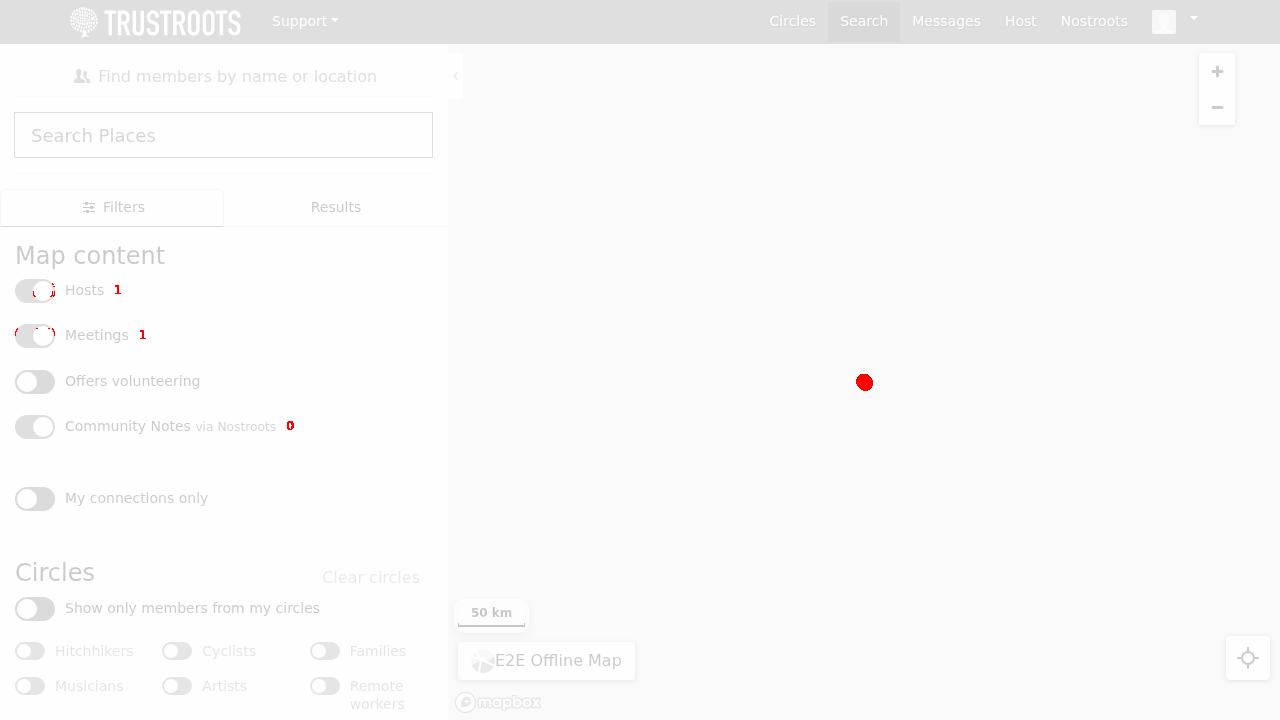 TRUSTROOTS Support Circles Search Messages Host Nostroots
Find members by name or location
Search Places
Filters Results
Map content
Hosts 1
Meetings 1
Offers volunteering
Community Notes via Nostroots 0
My connections only
Circles Clear circles
Show only members from my circles
Hitchhikers Cyclists Families
Musicians Artists Remote workers
50 km
E2E Offline Map
mapbox